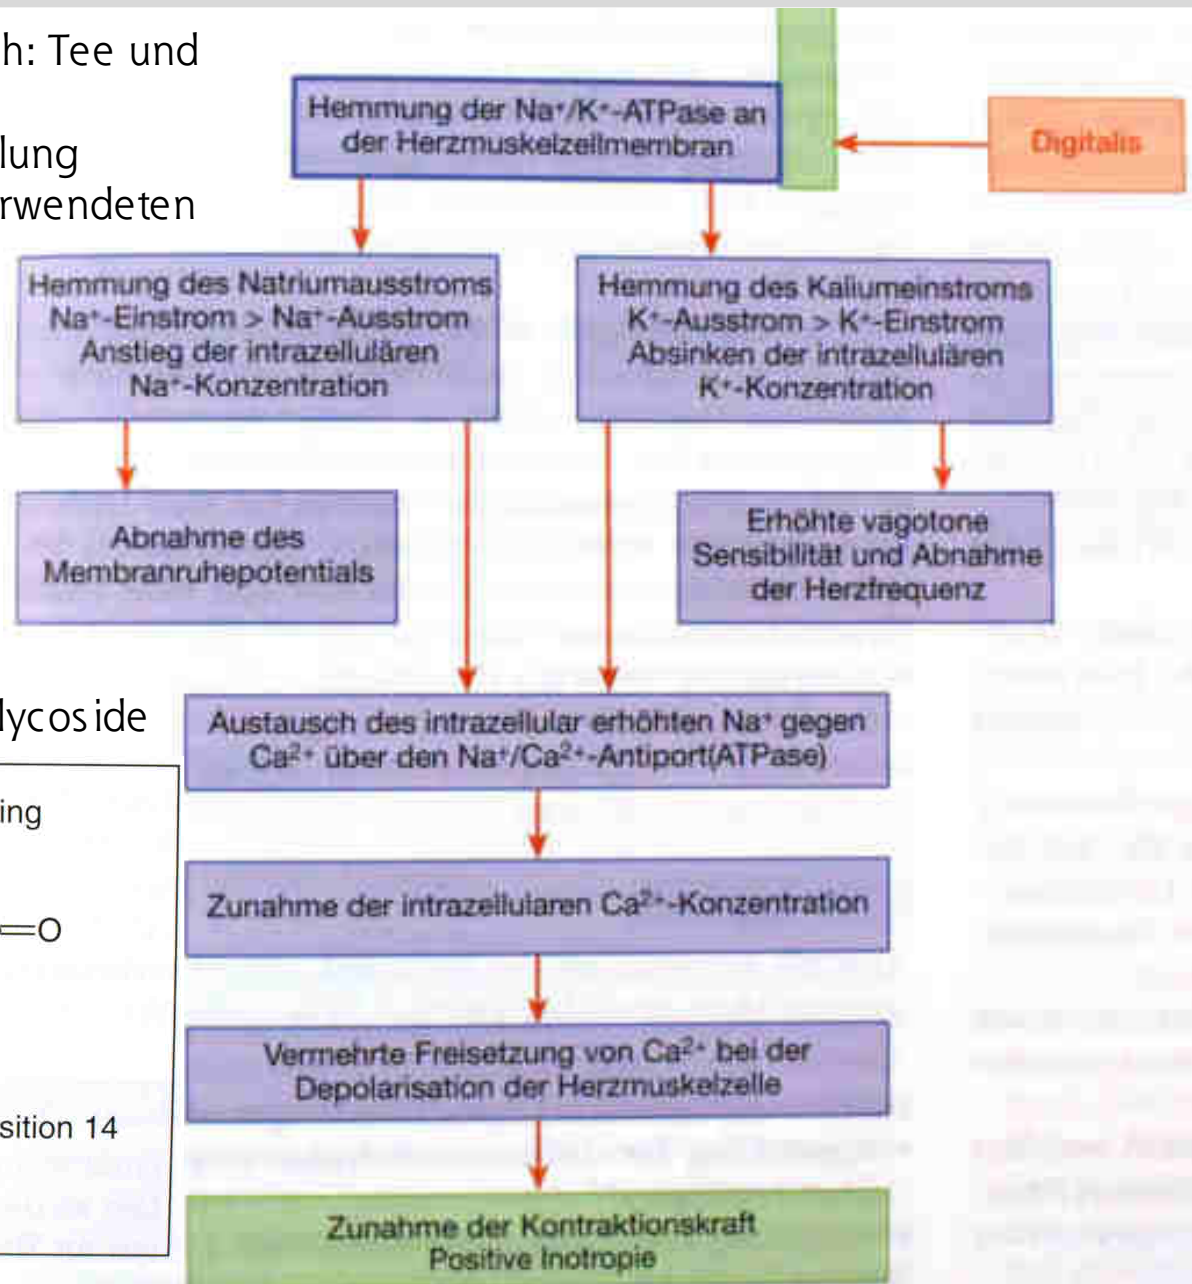 h: Tee und
lung
rwendeten
Hemmung der Na⁺/K⁺-ATPase an
der Herzmuskelzellmembran
Digitalis
Hemmung des Natriumausstroms
Na⁺-Einstrom > Na⁺-Ausstrom
Anstieg der intrazellulären
Na⁺-Konzentration
Hemmung des Kaliumeinstroms
K⁺-Ausstrom > K⁺-Einstrom
Absinken der intrazellulären
K⁺-Konzentration
Abnahme des
Membranruhepotentials
Erhöhte vagotone
Sensibilität und Abnahme
der Herzfrequenz
lycoside
ing
=O
sition 14
Austausch des intrazellular erhöhten Na⁺ gegen
Ca²⁺ über den Na⁺/Ca²⁺-Antiport(ATPase)
Zunahme der intrazellularen Ca²⁺-Konzentration
Vermehrte Freisetzung von Ca²⁺ bei der
Depolarisation der Herzmuskelzelle
Zunahme der Kontraktionskraft
Positive Inotropie